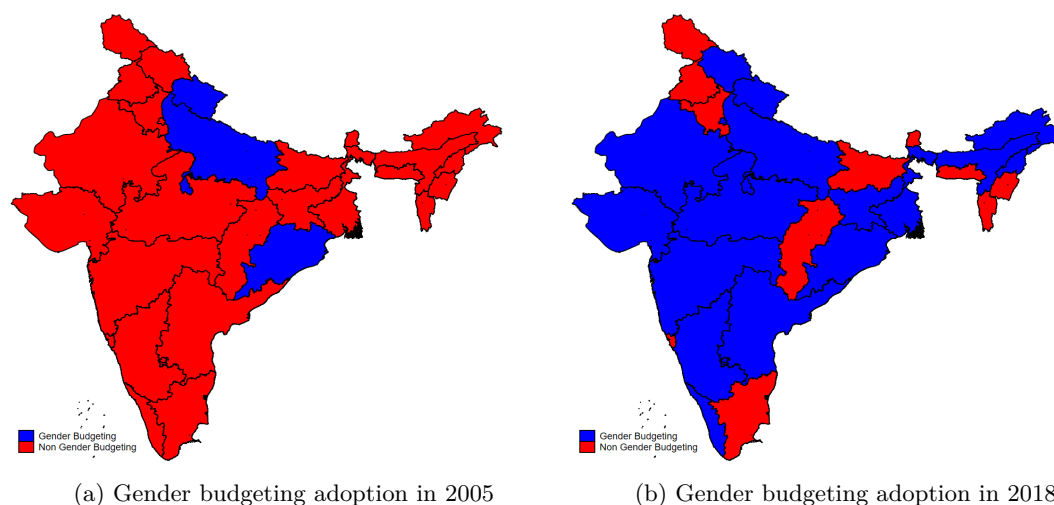 Gender Budgeting
Non Gender Budgeting
Gender Budgeting
Non Gender Budgeting
(a) Gender budgeting adoption in 2005
(b) Gender budgeting adoption in 2018